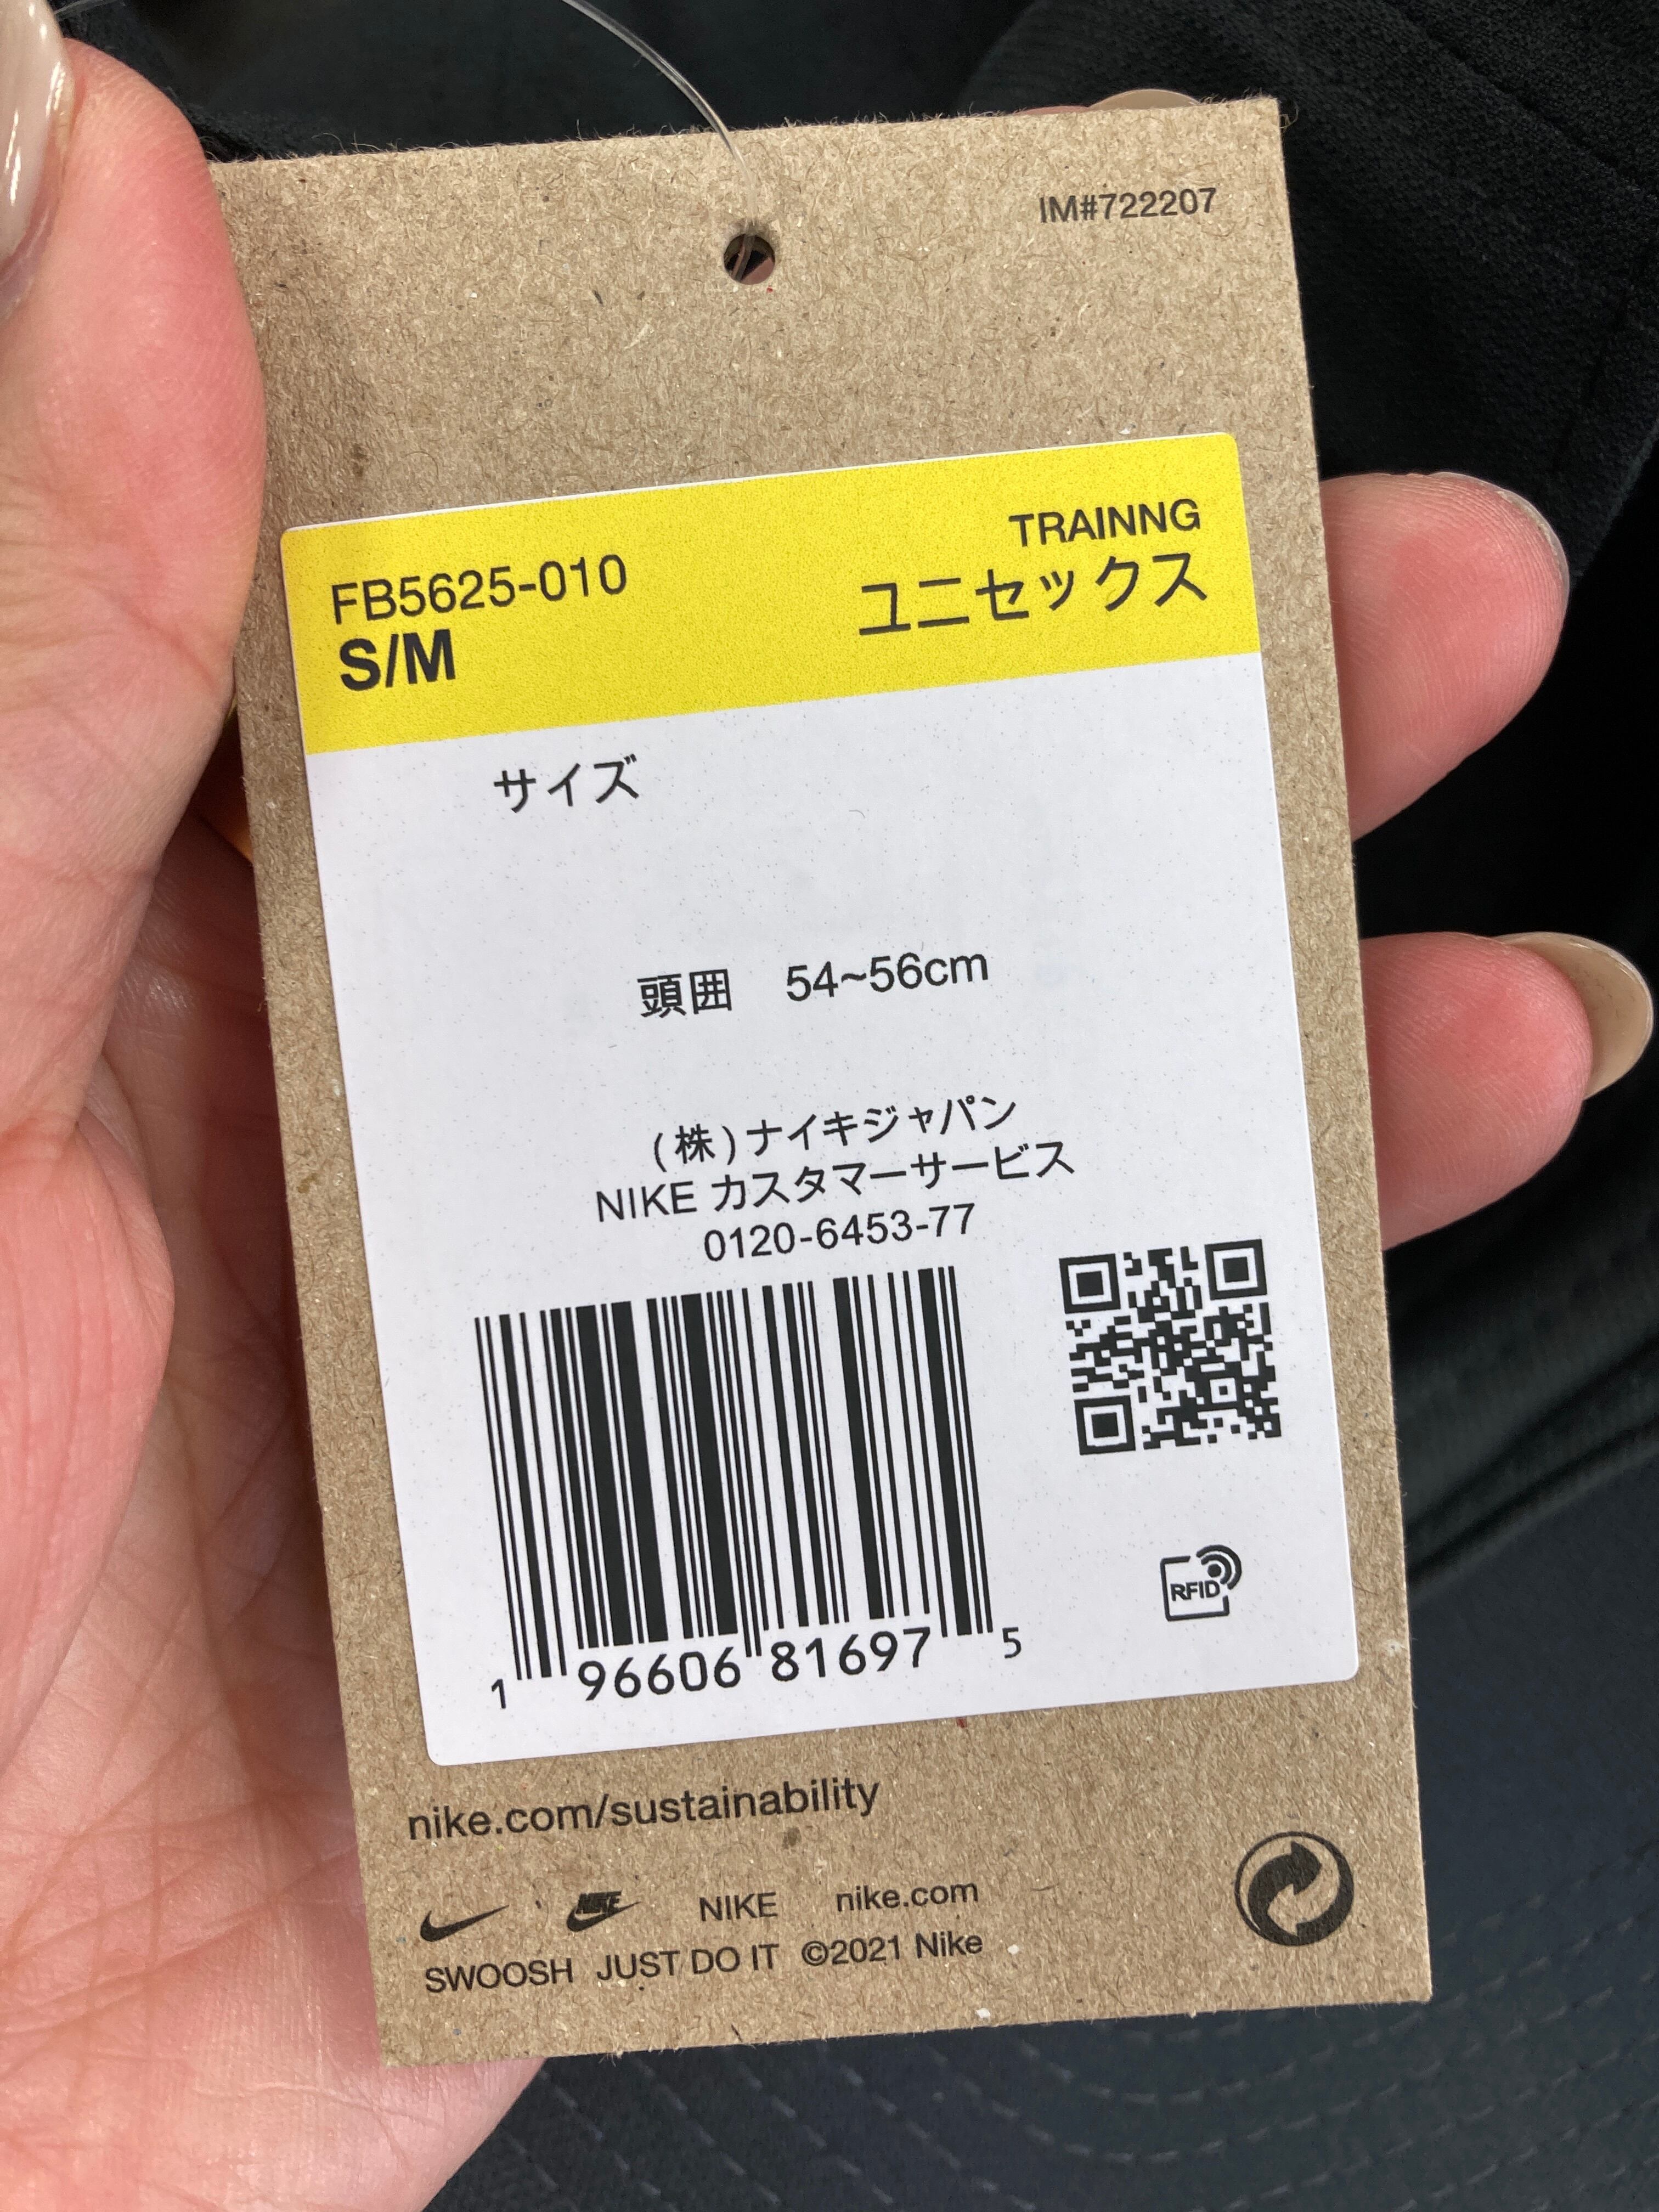 IM#722207
TRAINNG
FB5625-010
ユニセックス
S/M
サイズ
頭囲　54~56cm
(株)ナイキジャパン
NIKE カスタマーサービス
0120-6453-77
RFID
1 96606 81697 5
nike.com/sustainability
NIKE NIKE nike.com
SWOOSH JUST DO IT ©2021 Nike